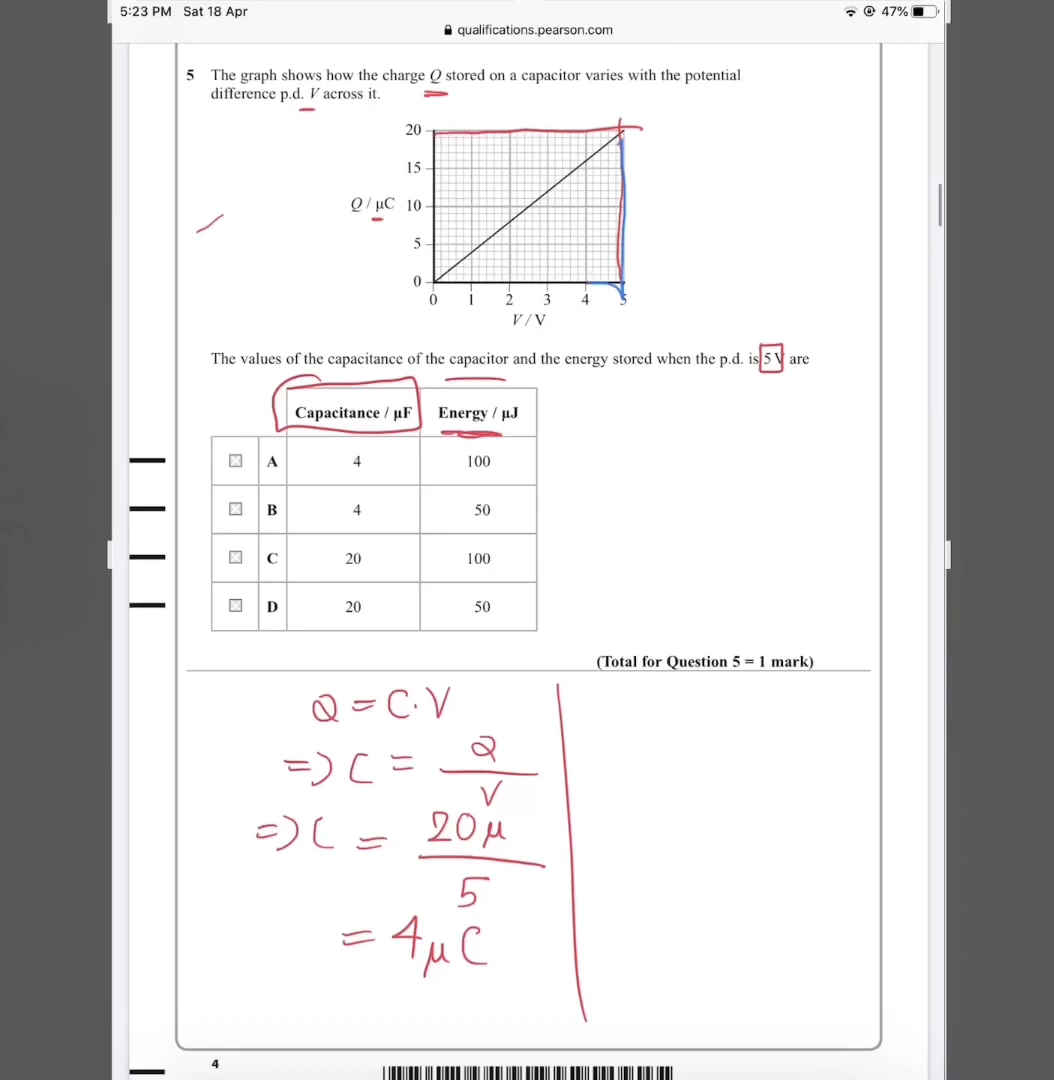 5:23 PM Sat 18 Apr
47%
qualifications.pearson.com
5 The graph shows how the charge Q stored on a capacitor varies with the potential
difference p.d. V across it.
20
15
Q / μC 10
5
0
0 1 2 3 4 5
V / V
The values of the capacitance of the capacitor and the energy stored when the p.d. is 5 V are
Capacitance / μF Energy / μJ
A 4 100
B 4 50
C 20 100
D 20 50
(Total for Question 5 = 1 mark)
Q = C.V
=> C = Q/V
=> C = 20μ/5
= 4μC
4